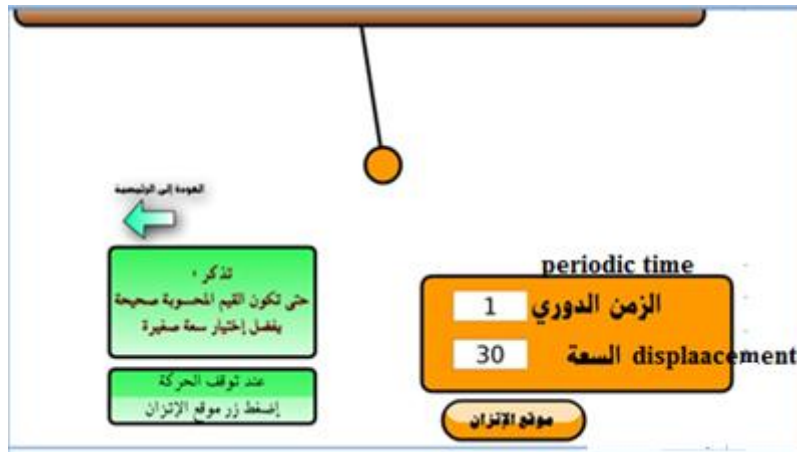 العودة إلى الرئيسية
تذكر :
حتى تكون القيم المحسوبة صحيحة
يفضل إختيار سعة صغيرة
عند توقف الحركة
إضغط زر موقع الإتزان
periodic time
الزمن الدوري 1
displaacement السعة 30
موقع الإتزان